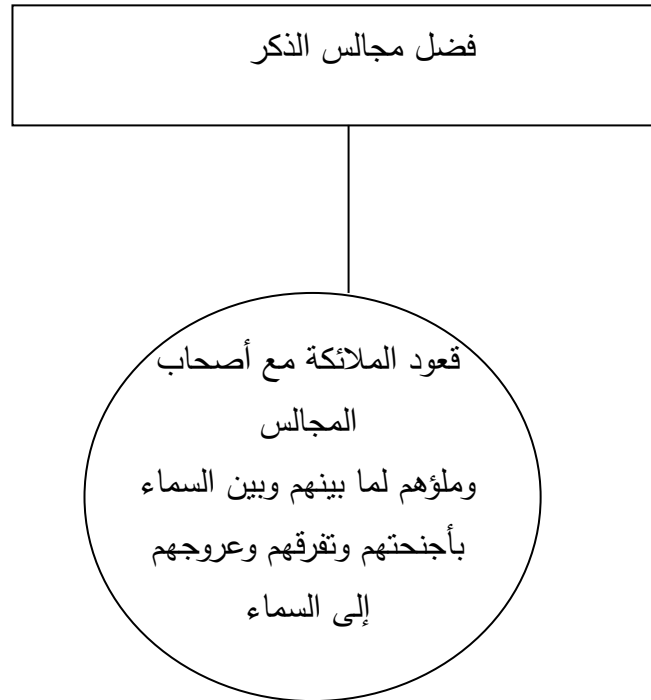 فضل مجالس الذكر
قعود الملائكة مع أصحاب
المجالس
وملؤهم لما بينهم وبين السماء
بأجنحتهم وتفرقهم وعروجهم
إلى السماء